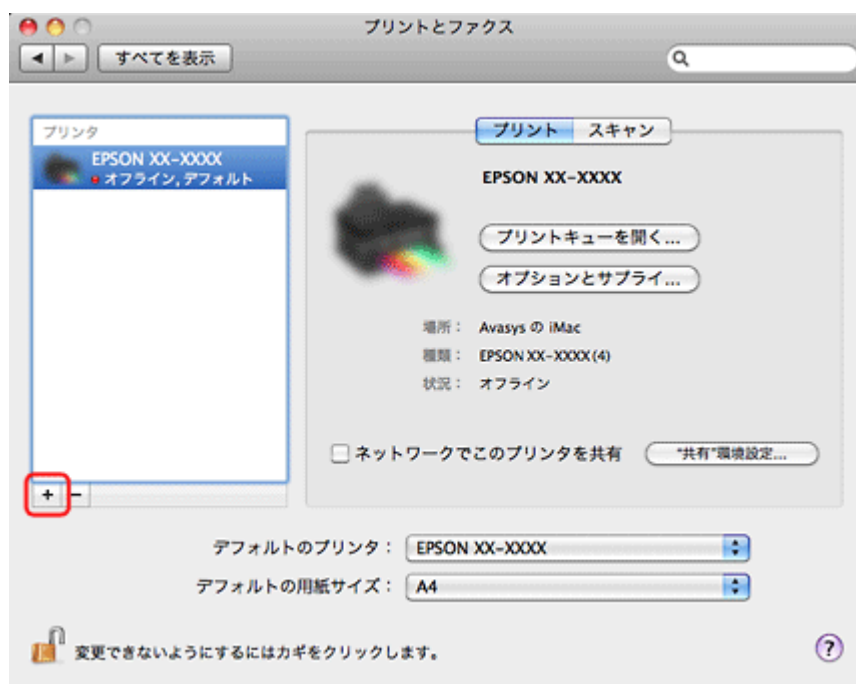 プリントとファクス
すべてを表示
プリンタ
EPSON XX-XXXX
オフライン, デフォルト
プリント スキャン
EPSON XX-XXXX
プリントキューを開く...
オプションとサプライ...
場所： Avasys の iMac
種類： EPSON XX-XXXX(4)
状況： オフライン
ネットワークでこのプリンタを共有 "共有"環境設定...
+ −
デフォルトのプリンタ： EPSON XX-XXXX
デフォルトの用紙サイズ： A4
変更できないようにするにはカギをクリックします。 ?